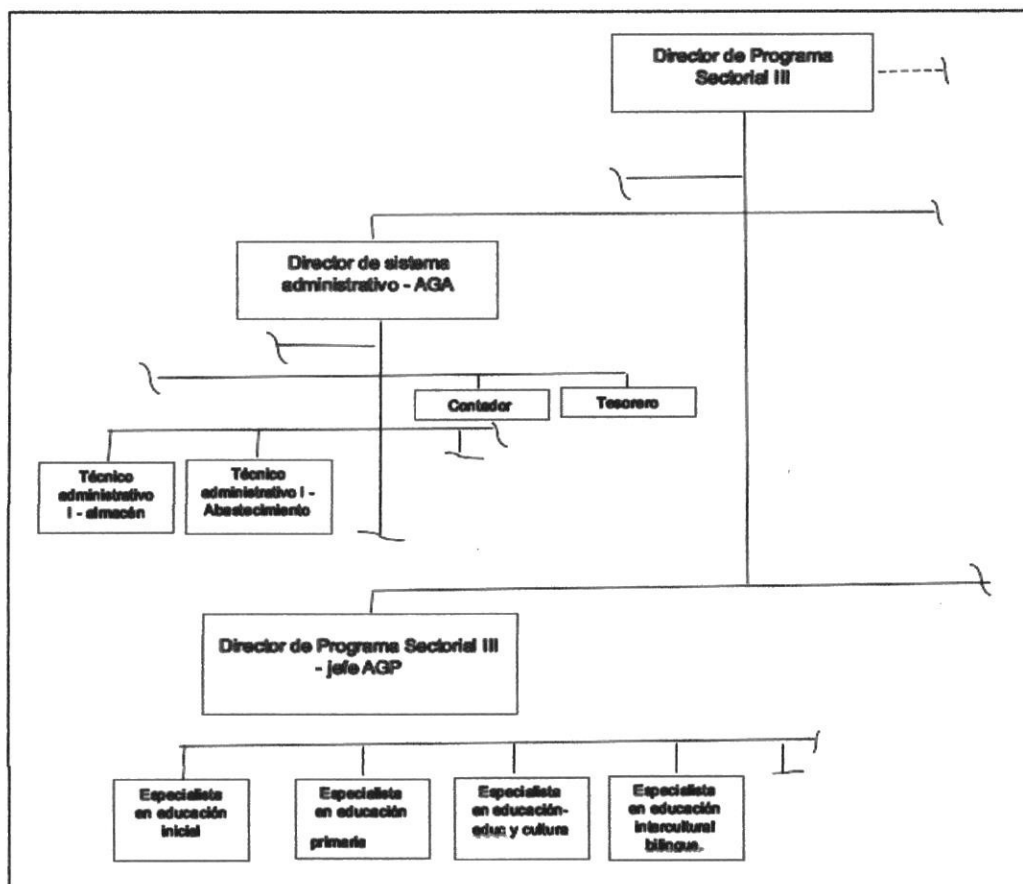 Director de Programa
Sectorial III
Director de sistema
administrativo - AGA
Contador
Tesorero
Técnico
administrativo
I - almacén
Técnico
administrativo I -
Abastecimiento
Director de Programa Sectorial III
- jefe AGP
Especialista
en educación
inicial
Especialista
en educación
primaria
Especialista
en educación-
educ y cultura
Especialista
en educación
intercultural
bilingue.